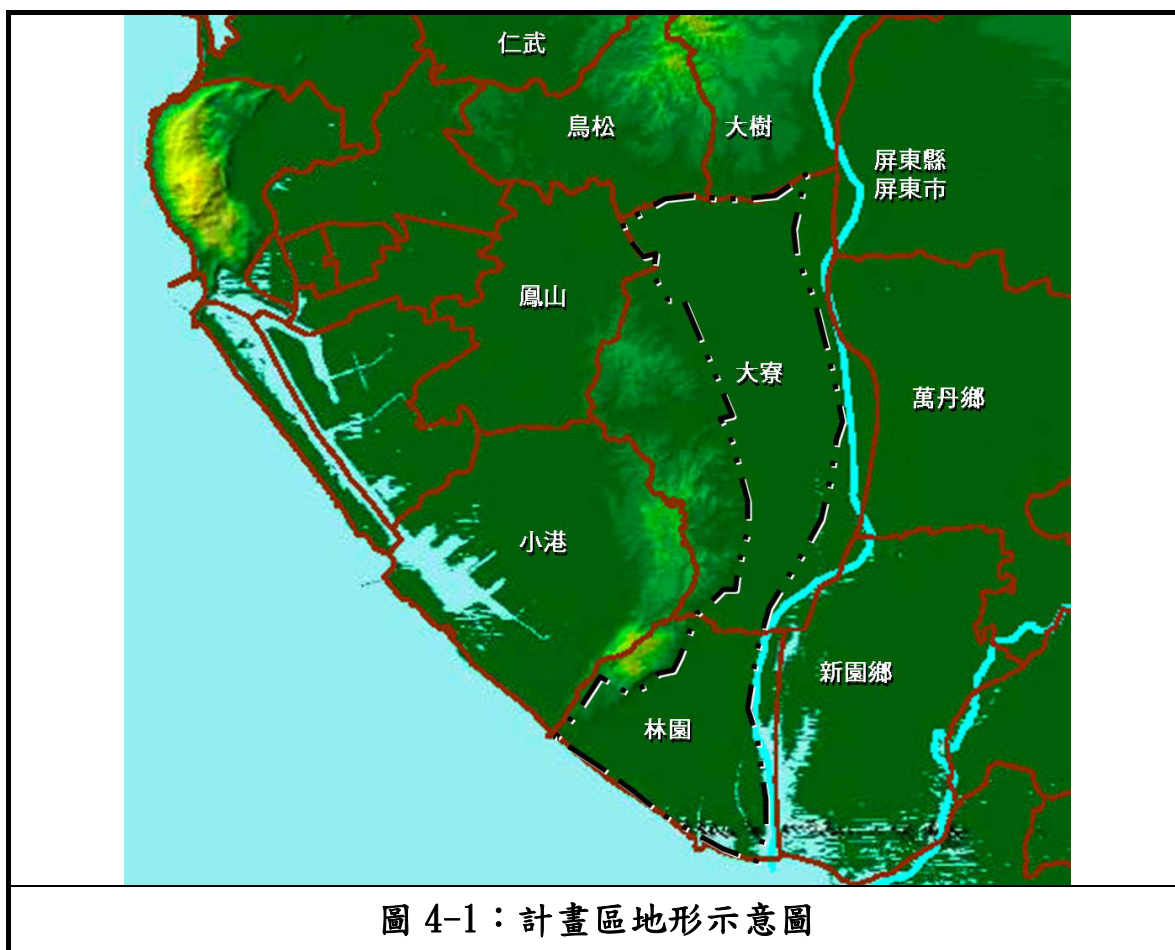 仁武
鳥松
大樹
屏東縣
屏東市
鳳山
大寮
萬丹鄉
小港
新園鄉
林園
圖 4-1：計畫區地形示意圖